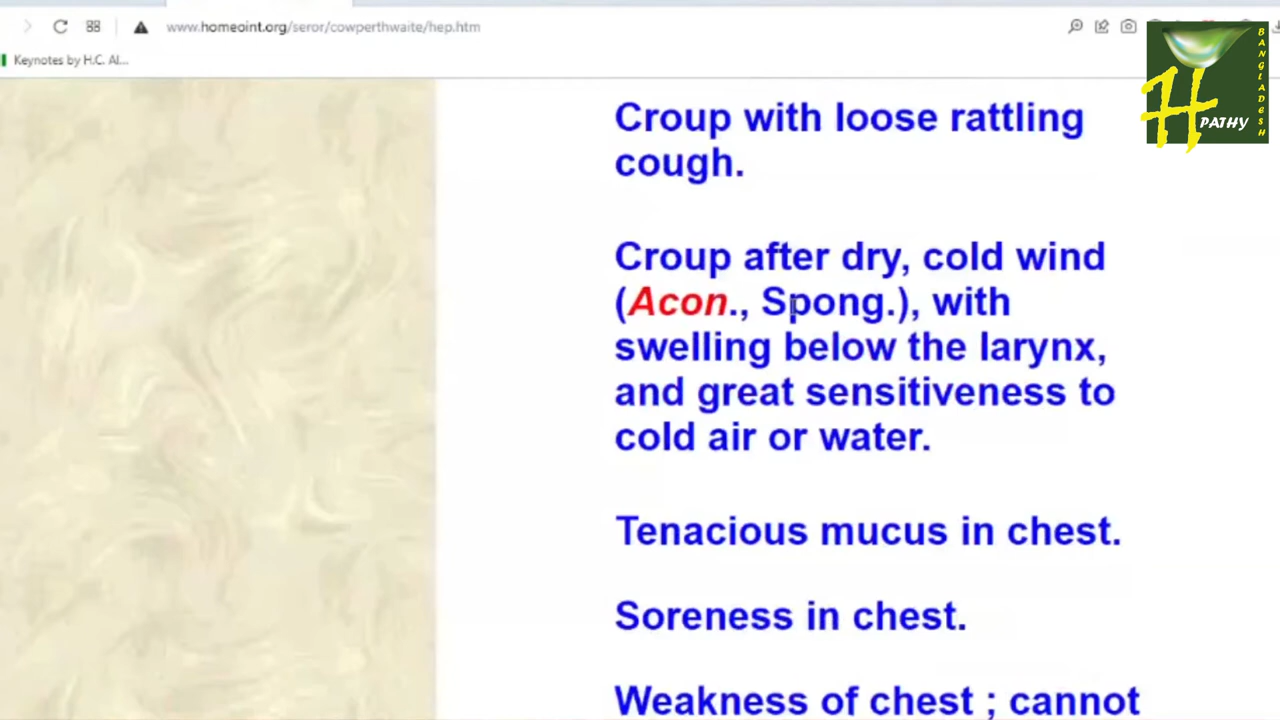 www.homeoint.org/seror/cowperthwaite/hep.htm
Keynotes by H.C. Al...
H
PATHY
BANGLADESH
Croup with loose rattling
cough.
Croup after dry, cold wind
(Acon., Spong.), with
swelling below the larynx,
and great sensitiveness to
cold air or water.
Tenacious mucus in chest.
Soreness in chest.
Weakness of chest ; cannot